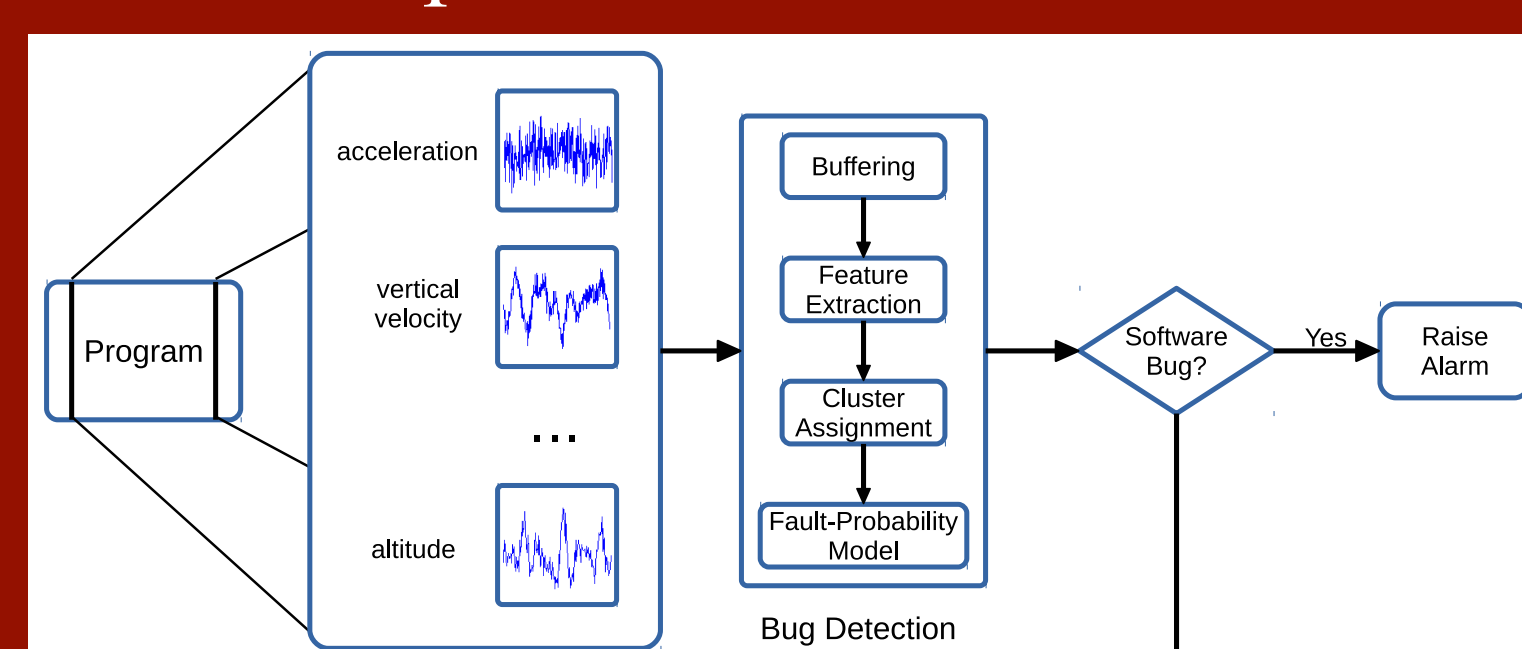 Program
acceleration
vertical
velocity
...
altitude
Buffering
Feature
Extraction
Cluster
Assignment
Fault-Probability
Model
Bug Detection
Software
Bug?
Yes
Raise
Alarm